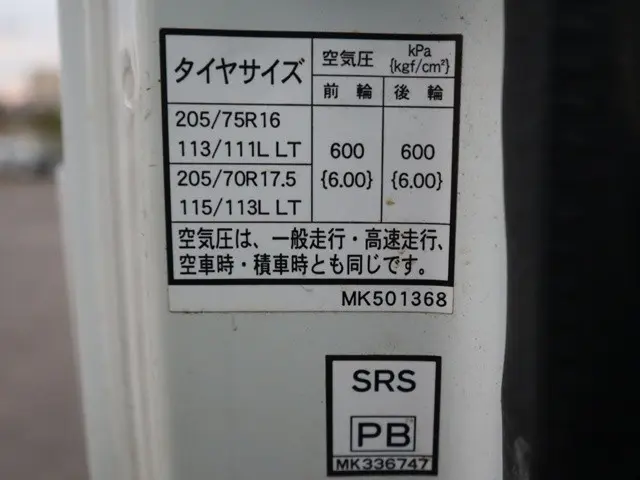 タイヤサイズ
空気圧 kPa
{kgf/cm²}
前輪 後輪
205/75R16
113/111L LT
600 600
{6.00} {6.00}
205/70R17.5
115/113L LT
空気圧は、一般走行・高速走行、
空車時・積車時とも同じです。
MK501368
SRS
PB
MK336747